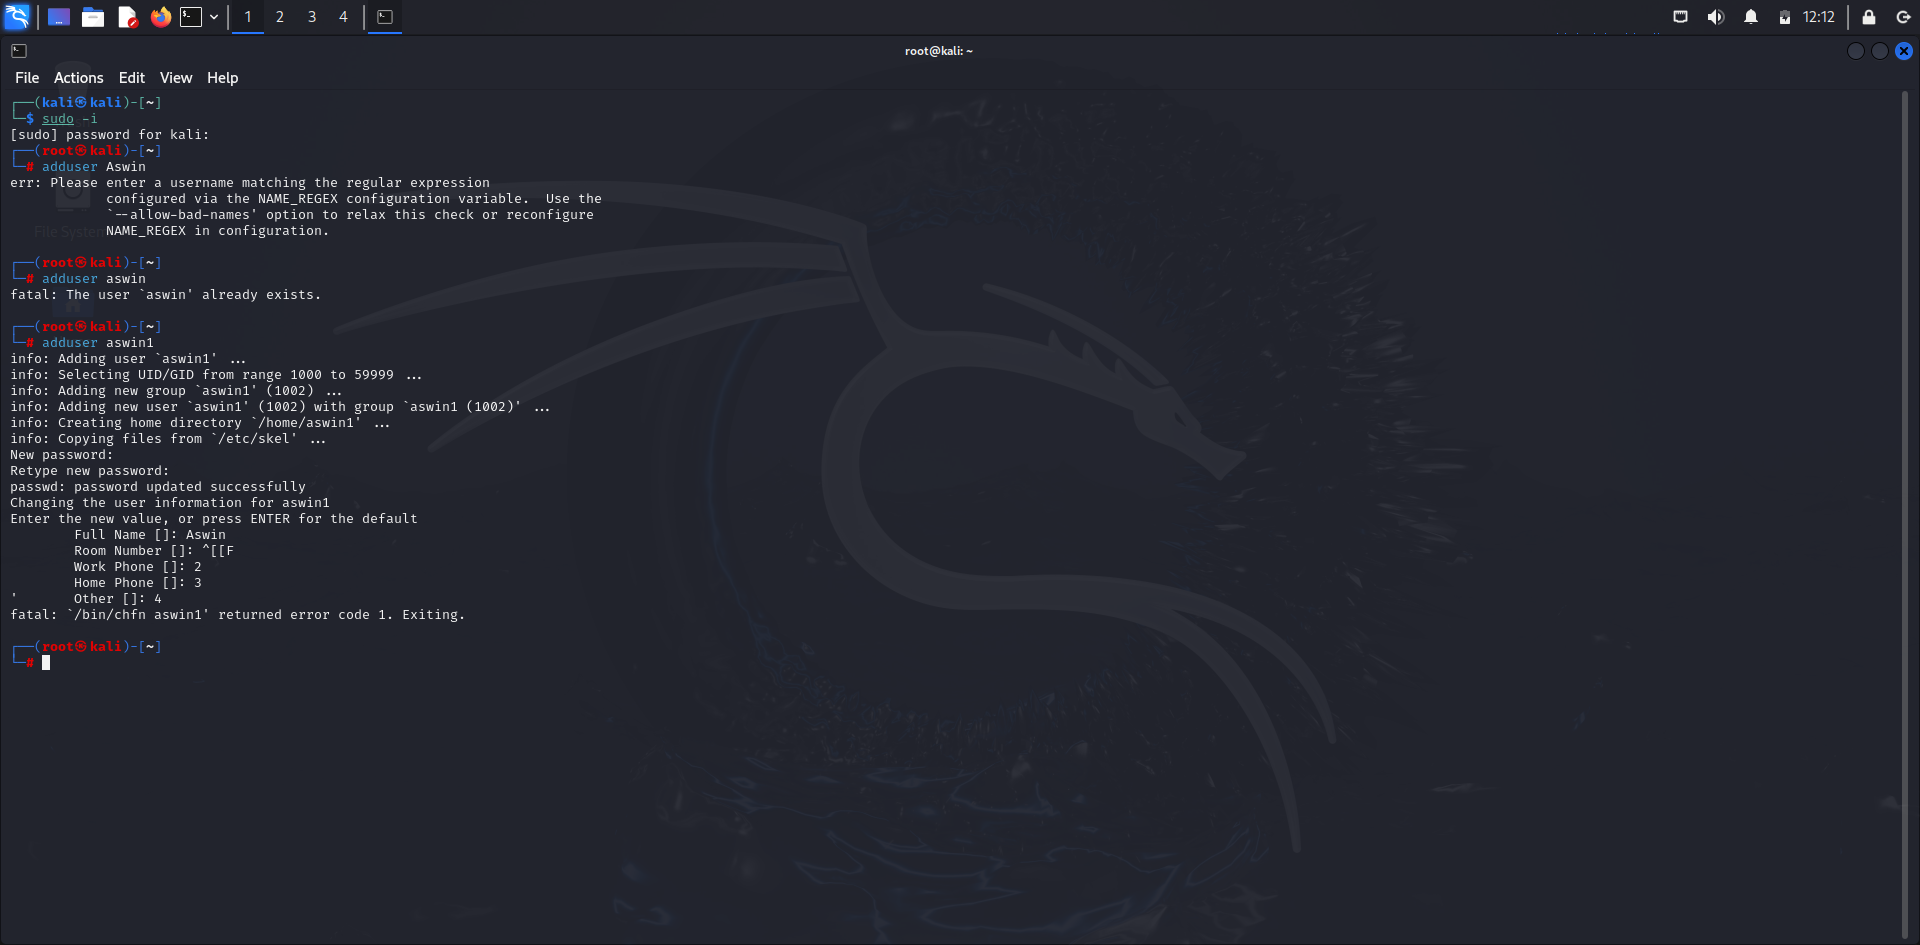 1 2 3 4 12:12
root@kali: ~
File Actions Edit View Help
┌──(kali㉿kali)-[~]
└─$ sudo -i
[sudo] password for kali:
┌──(root㉿kali)-[~]
└─# adduser Aswin
err: Please enter a username matching the regular expression
configured via the NAME_REGEX configuration variable. Use the
`--allow-bad-names' option to relax this check or reconfigure
File System
NAME_REGEX in configuration.
┌──(root㉿kali)-[~]
└─# adduser aswin
fatal: The user `aswin' already exists.
┌──(root㉿kali)-[~]
└─# adduser aswin1
info: Adding user `aswin1' ...
info: Selecting UID/GID from range 1000 to 59999 ...
info: Adding new group `aswin1' (1002) ...
info: Adding new user `aswin1' (1002) with group `aswin1 (1002)' ...
info: Creating home directory `/home/aswin1' ...
info: Copying files from `/etc/skel' ...
New password:
Retype new password:
passwd: password updated successfully
Changing the user information for aswin1
Enter the new value, or press ENTER for the default
Full Name []: Aswin
Room Number []: ^[[F
Work Phone []: 2
Home Phone []: 3
' Other []: 4
fatal: `/bin/chfn aswin1' returned error code 1. Exiting.
┌──(root㉿kali)-[~]
└─#